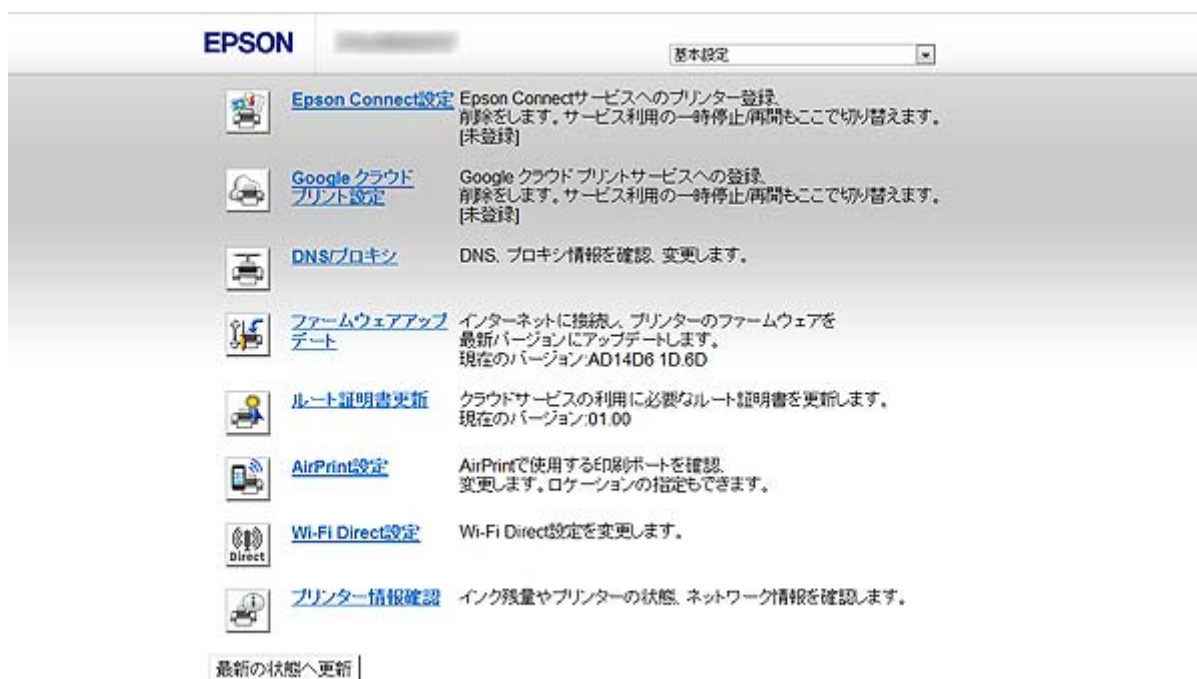 EPSON
基本設定
Epson Connect設定
Epson Connectサービスへのプリンター登録、
削除をします。サービス利用の一時停止/再開もここで切り替えます。
[未登録]
Google クラウド
プリント設定
Google クラウド プリントサービスへの登録、
削除をします。サービス利用の一時停止/再開もここで切り替えます。
[未登録]
DNS/プロキシ
DNS、プロキシ情報を確認、変更します。
ファームウェアアップ
デート
インターネットに接続し、プリンターのファームウェアを
最新バージョンにアップデートします。
現在のバージョン:AD14D6 1D.6D
ルート証明書更新
クラウドサービスの利用に必要なルート証明書を更新します。
現在のバージョン:01.00
AirPrint設定
AirPrintで使用する印刷ポートを確認、
変更します。ロケーションの指定もできます。
Direct
Wi-Fi Direct設定
Wi-Fi Direct設定を変更します。
プリンター情報確認
インク残量やプリンターの状態、ネットワーク情報を確認します。
最新の状態へ更新